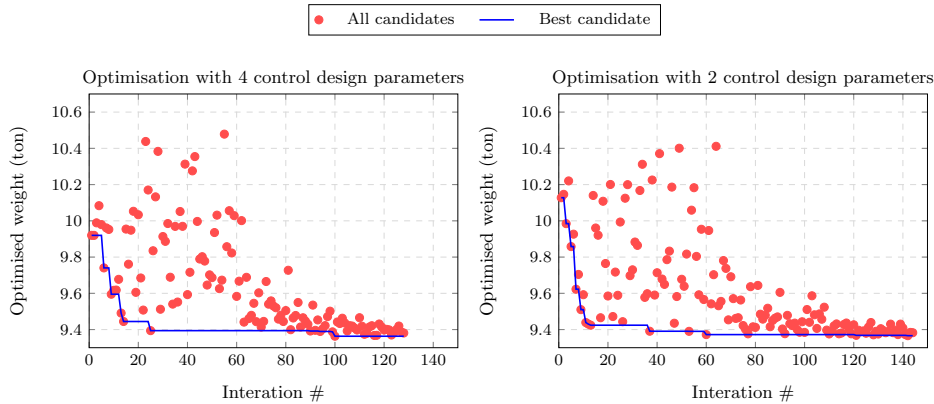 All candidates Best candidate
Optimisation with 4 control design parameters
Optimised weight (ton)
10.6
10.4
10.2
10
9.8
9.6
9.4
0 20 40 60 80 100 120 140
Interation #
Optimisation with 2 control design parameters
Optimised weight (ton)
10.6
10.4
10.2
10
9.8
9.6
9.4
0 20 40 60 80 100 120 140
Interation #